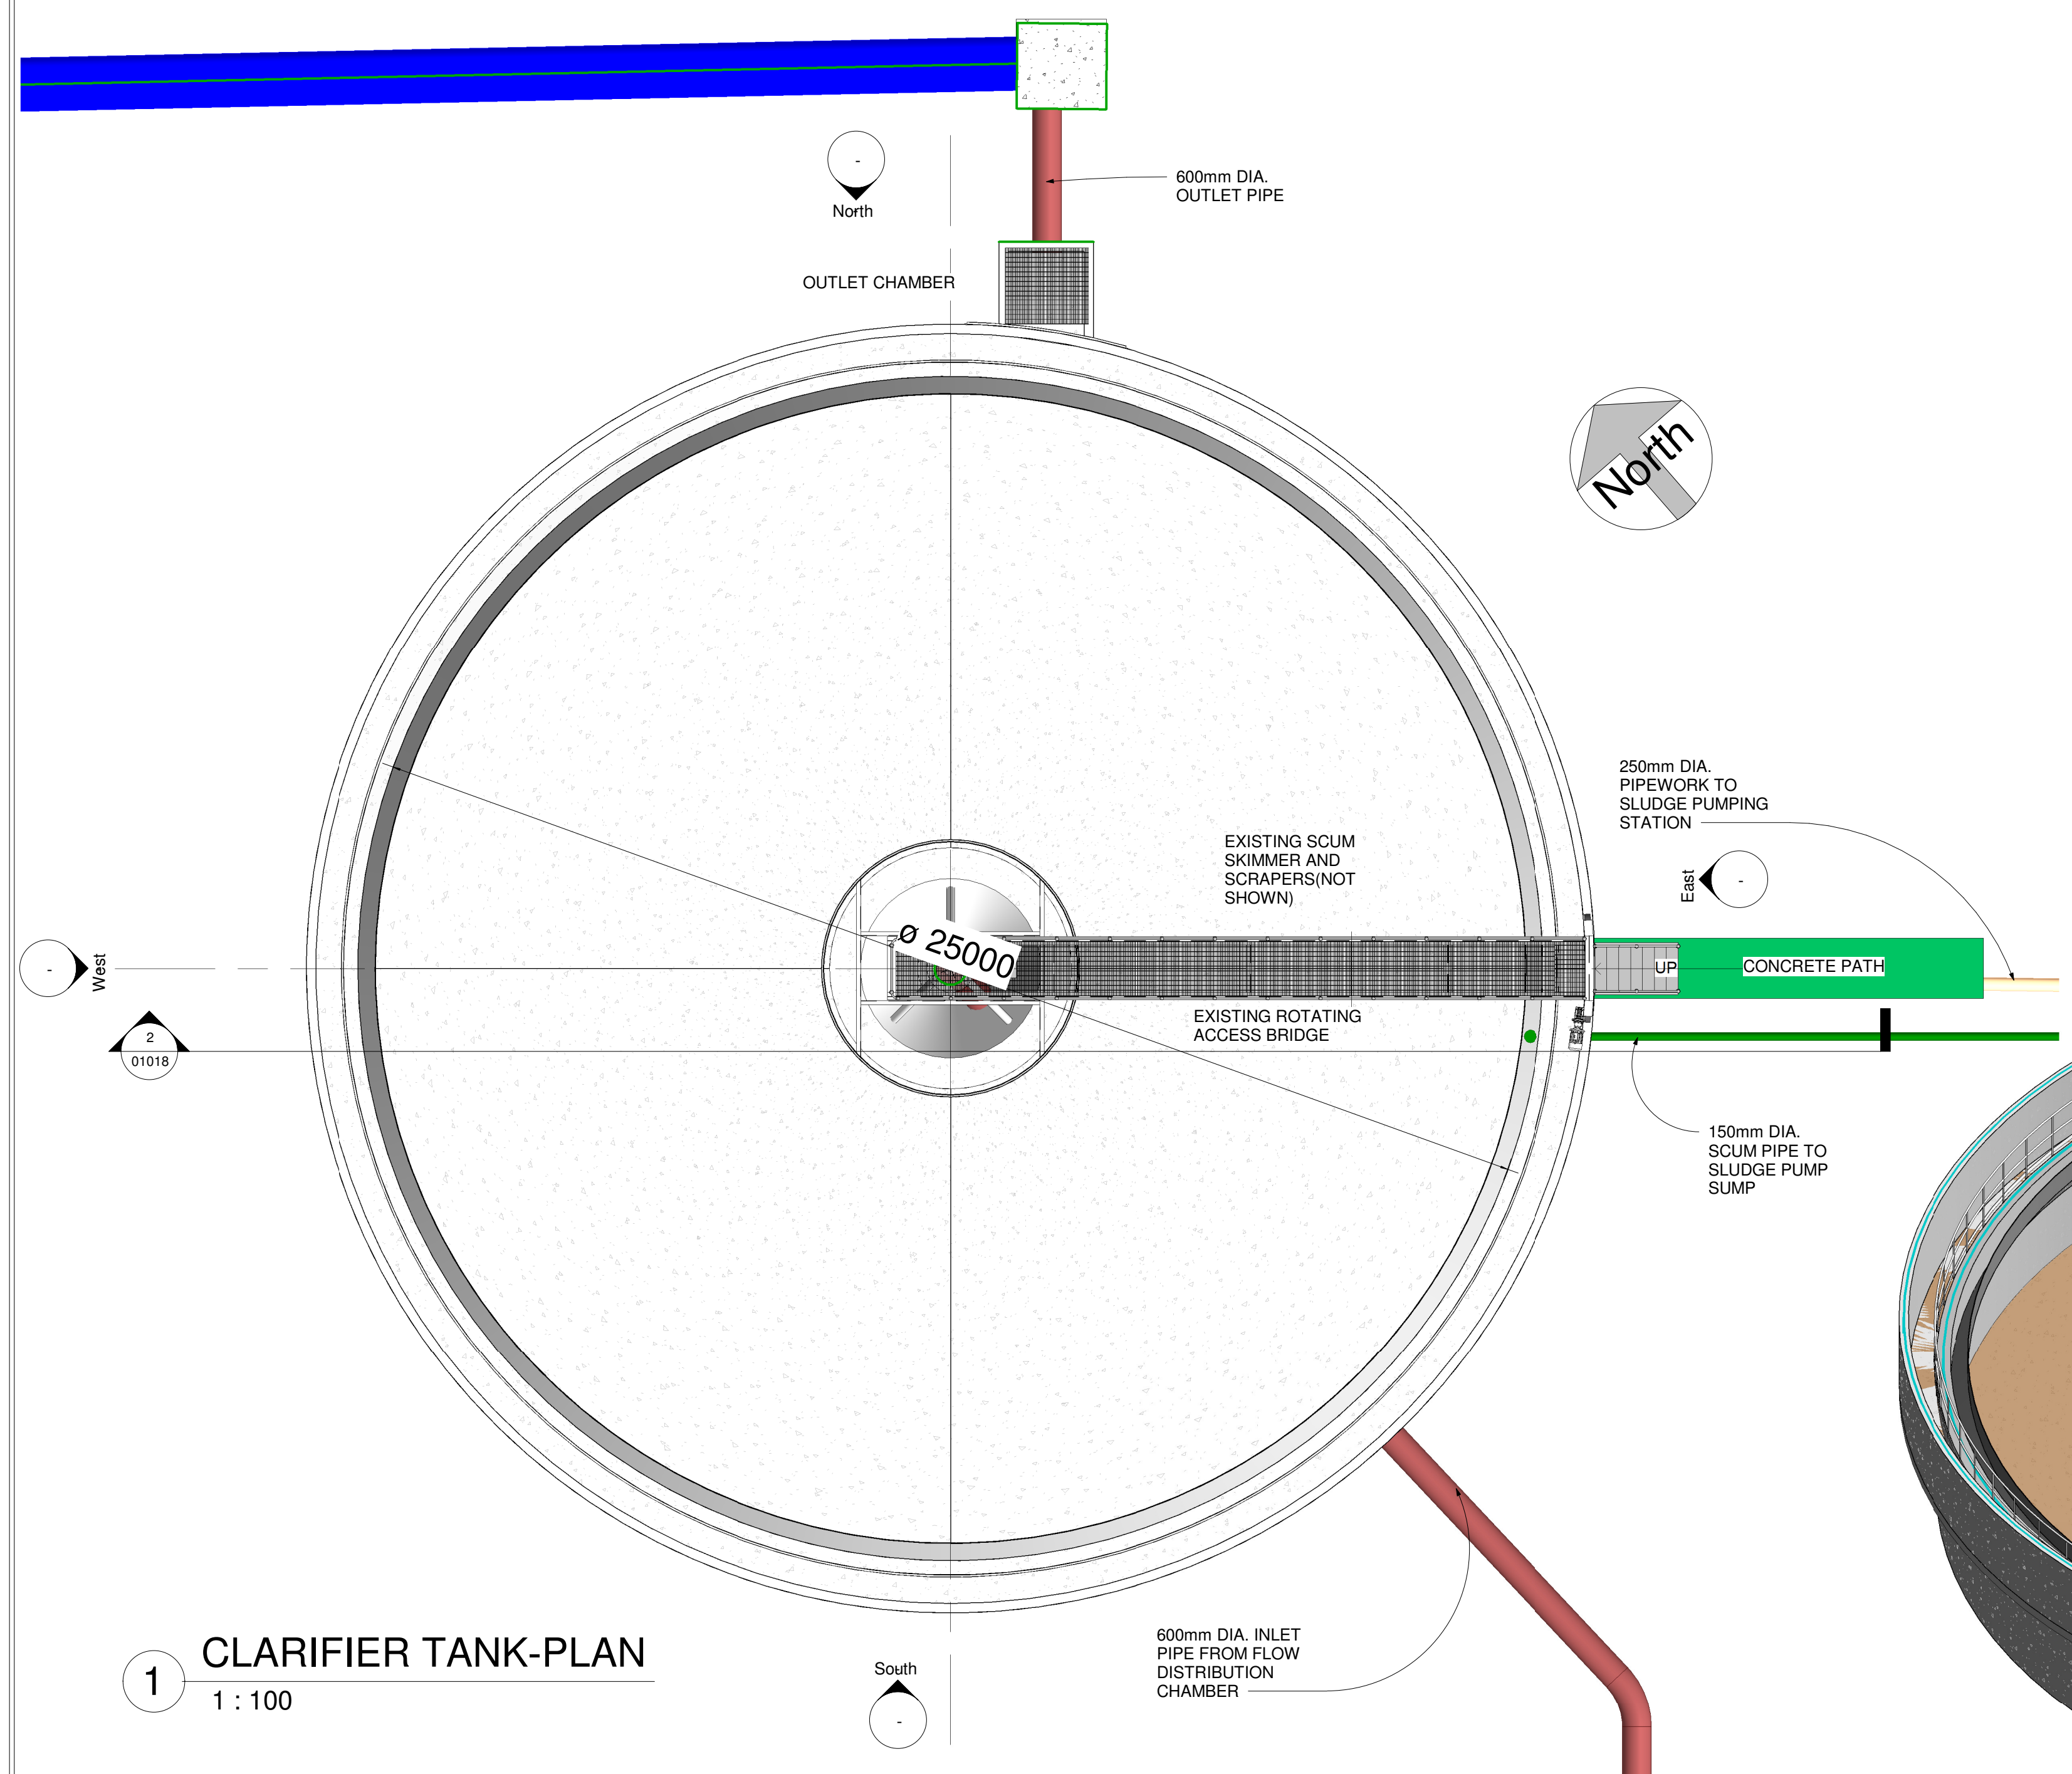 North
600mm DIA.
OUTLET PIPE
OUTLET CHAMBER
North
250mm DIA.
PIPEWORK TO
SLUDGE PUMPING
STATION
EXISTING SCUM
SKIMMER AND
SCRAPERS(NOT
SHOWN)
East
-
-
-
West
ø 25000
UP
CONCRETE PATH
EXISTING ROTATING
ACCESS BRIDGE
2
01018
150mm DIA.
SCUM PIPE TO
SLUDGE PUMP
SUMP
600mm DIA. INLET
PIPE FROM FLOW
DISTRIBUTION
CHAMBER
South
-
1
CLARIFIER TANK-PLAN
1 : 100